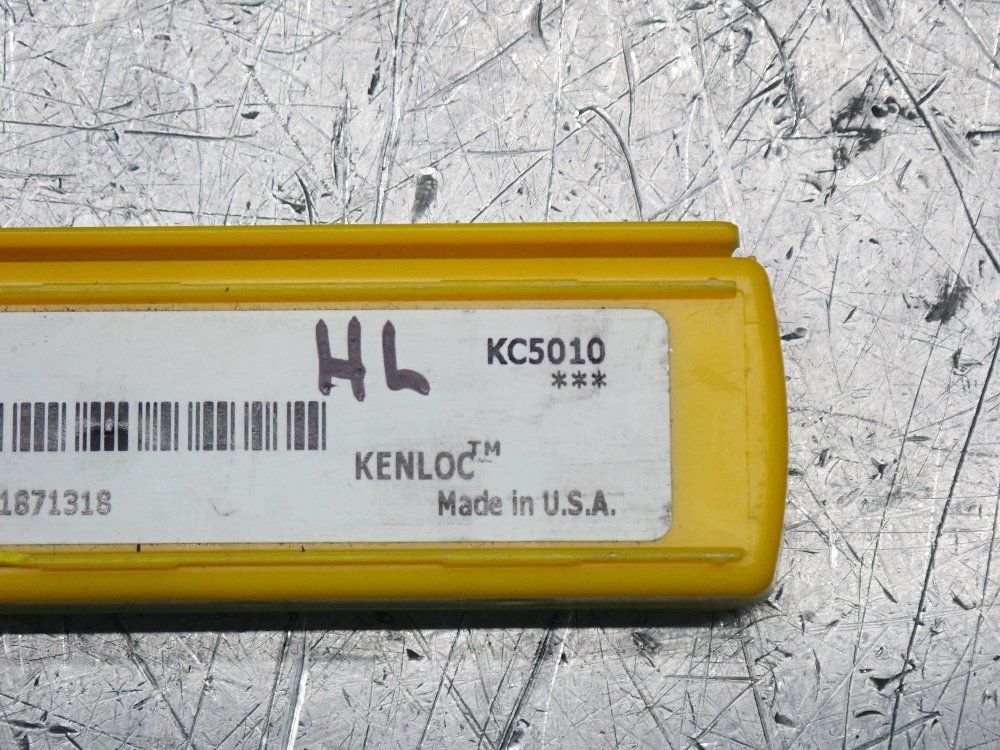 HL
KC5010
***
KENLOC™
1871318
Made in U.S.A.